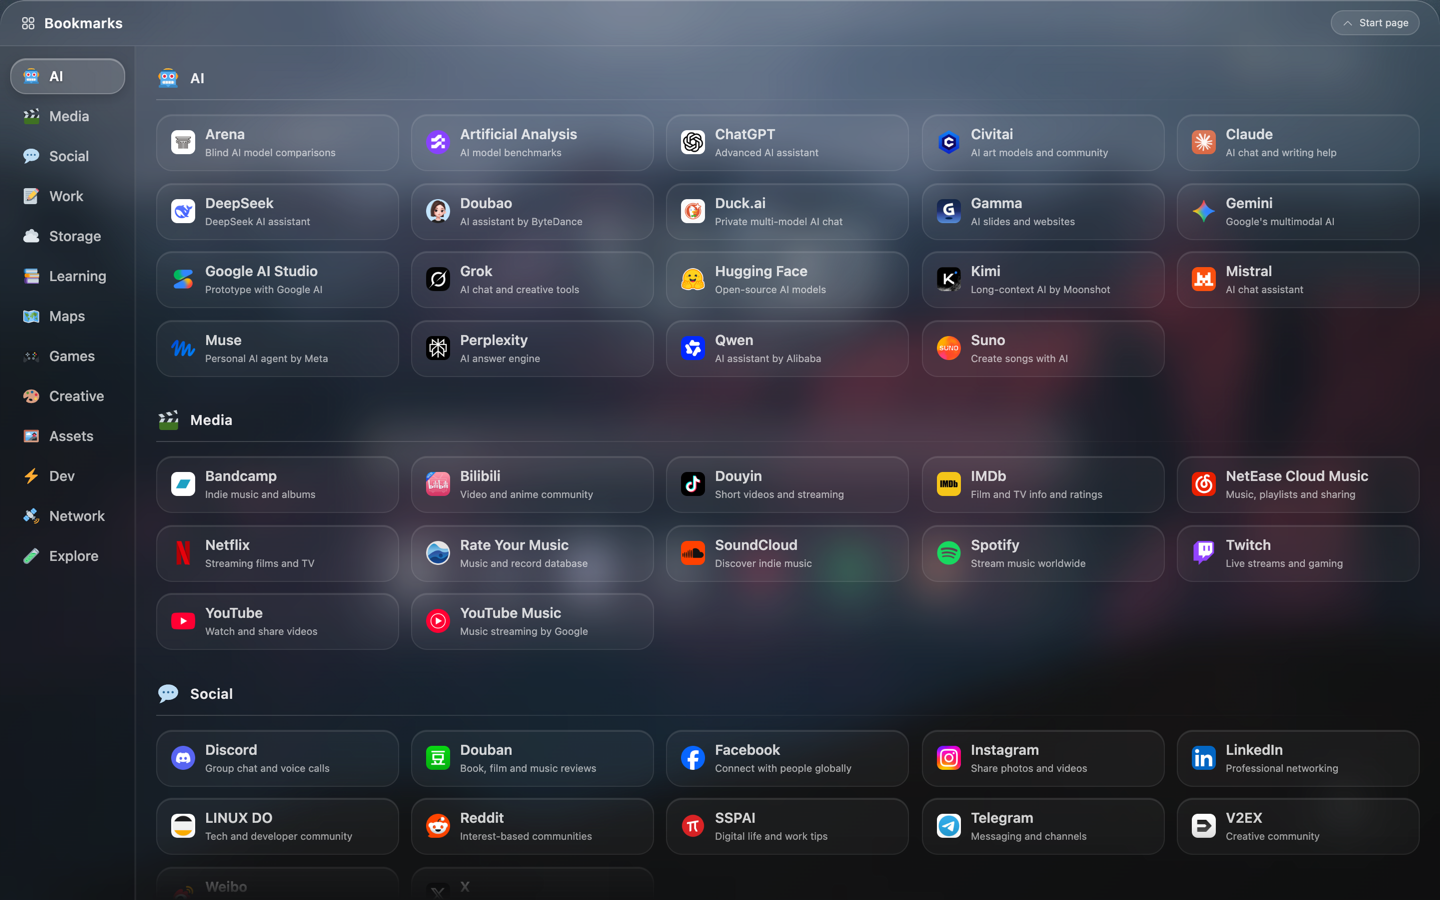 Bookmarks
Start page
AI
Media
Social
Work
Storage
Learning
Maps
Games
Creative
Assets
Dev
Network
Explore
AI
Arena
Blind AI model comparisons
Artificial Analysis
AI model benchmarks
ChatGPT
Advanced AI assistant
Civitai
AI art models and community
Claude
AI chat and writing help
DeepSeek
DeepSeek AI assistant
Doubao
AI assistant by ByteDance
Duck.ai
Private multi-model AI chat
Gamma
AI slides and websites
Gemini
Google's multimodal AI
Google AI Studio
Prototype with Google AI
Grok
AI chat and creative tools
Hugging Face
Open-source AI models
Kimi
Long-context AI by Moonshot
Mistral
AI chat assistant
Muse
Personal AI agent by Meta
Perplexity
AI answer engine
Qwen
AI assistant by Alibaba
SUNO
Suno
Create songs with AI
Media
Bandcamp
Indie music and albums
Bilibili
Video and anime community
Douyin
Short videos and streaming
IMDb
IMDb
Film and TV info and ratings
NetEase Cloud Music
Music, playlists and sharing
Netflix
Streaming films and TV
Rate Your Music
Music and record database
SoundCloud
Discover indie music
Spotify
Stream music worldwide
Twitch
Live streams and gaming
YouTube
Watch and share videos
YouTube Music
Music streaming by Google
Social
Discord
Group chat and voice calls
豆
Douban
Book, film and music reviews
Facebook
Connect with people globally
Instagram
Share photos and videos
in
LinkedIn
Professional networking
LINUX DO
Tech and developer community
Reddit
Interest-based communities
π
SSPAI
Digital life and work tips
Telegram
Messaging and channels
V2EX
Creative community
Weibo
X